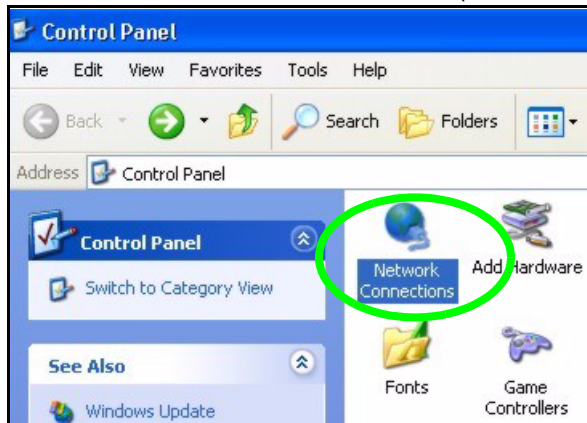 Control Panel
File Edit View Favorites Tools Help
Back Search Folders
Address Control Panel
Control Panel
Switch to Category View
See Also
Windows Update
Network
Connections
Add Hardware
Fonts
Game
Controllers